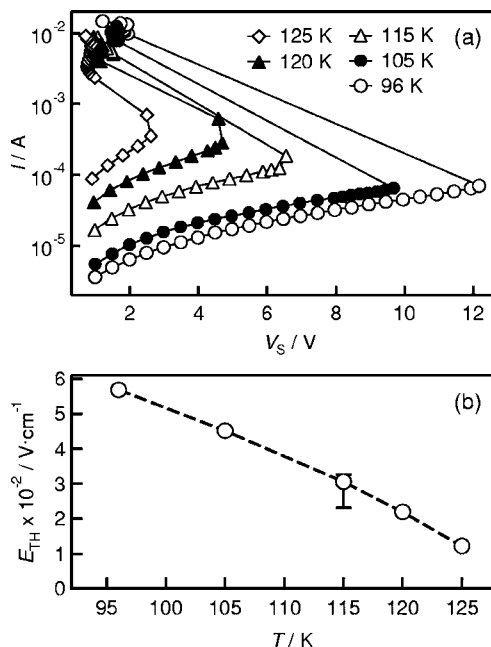 (a)
125 K
115 K
120 K
105 K
96 K
10⁻²
10⁻³
10⁻⁴
10⁻⁵
I / A
2 4 6 8 10 12
V_S / V
(b)
6
5
4
3
2
1
0
E_TH x 10⁻² / V·cm⁻¹
95 100 105 110 115 120 125
T / K